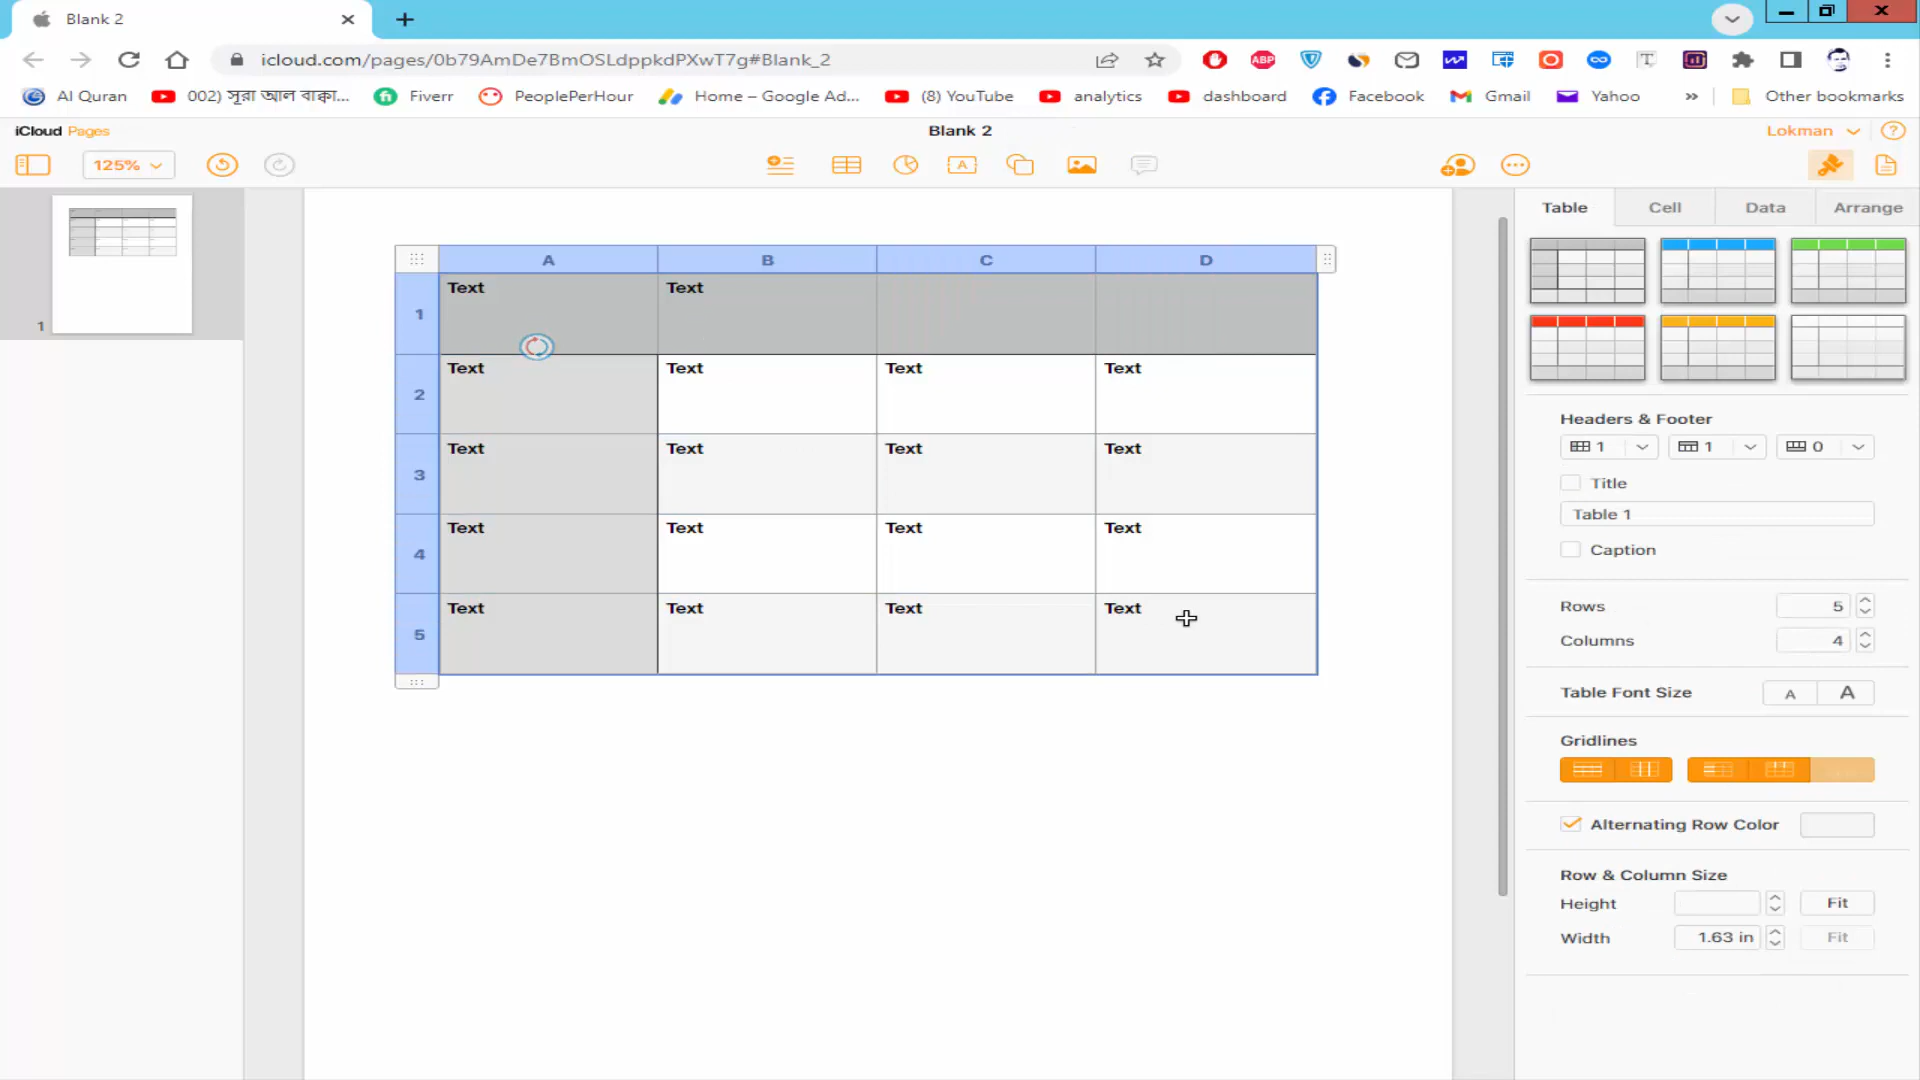 Blank 2
icloud.com/pages/0b79AmDe7BmOSLdppkdPXwT7g#Blank_2
ABP
T
Al Quran
002) সূরা আল বাক্বা...
Fiverr
PeoplePerHour
Home – Google Ad...
(8) YouTube
analytics
dashboard
Facebook
Gmail
Yahoo
»
Other bookmarks
iCloud Pages
Blank 2
Lokman
?
125%
A
Table
Cell
Data
Arrange
1
A B C D
1 Text Text
2 Text Text Text Text
3 Text Text Text Text
4 Text Text Text Text
5 Text Text Text Text
Headers & Footer
1 1 0
Title
Table 1
Caption
Rows 5
Columns 4
Table Font Size A A
Gridlines
Alternating Row Color
Row & Column Size
Height Fit
Width 1.63 in Fit